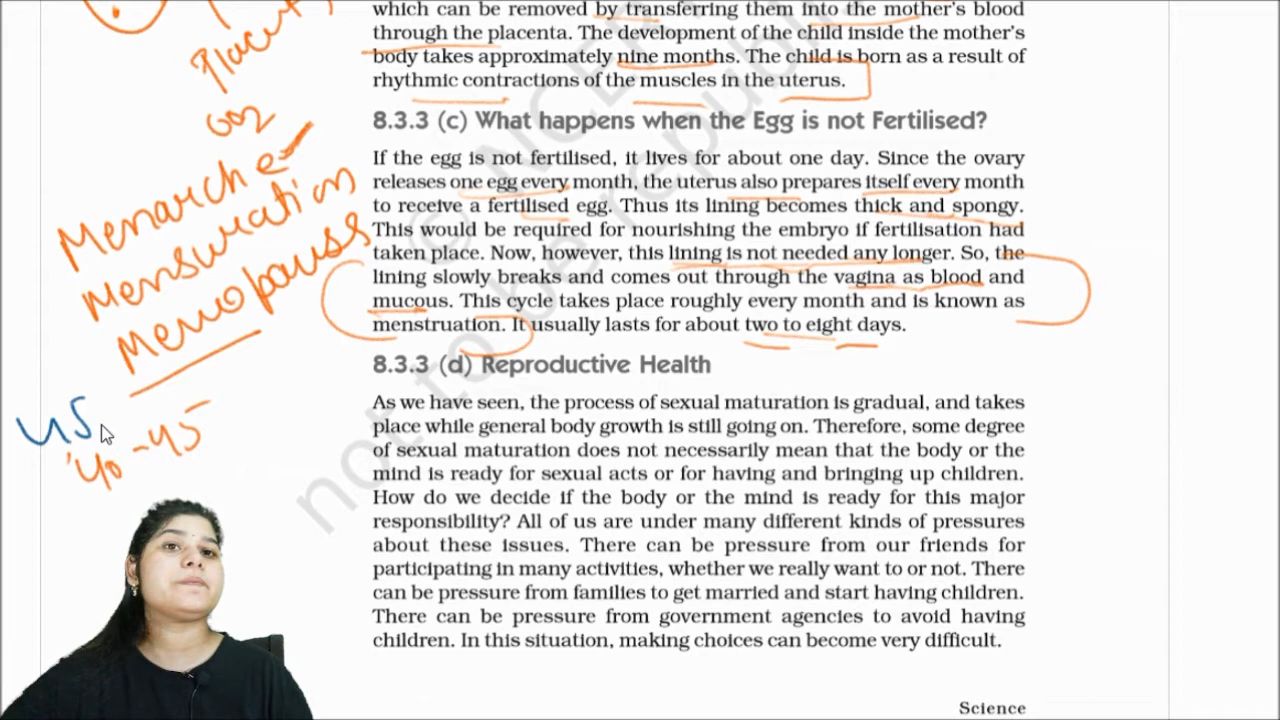 which can be removed by transferring them into the mother's blood
through the placenta. The development of the child inside the mother's
body takes approximately nine months. The child is born as a result of
rhythmic contractions of the muscles in the uterus.
8.3.3 (c) What happens when the Egg is not Fertilised?
If the egg is not fertilised, it lives for about one day. Since the ovary
releases one egg every month, the uterus also prepares itself every month
to receive a fertilised egg. Thus its lining becomes thick and spongy.
This would be required for nourishing the embryo if fertilisation had
taken place. Now, however, this lining is not needed any longer. So, the
lining slowly breaks and comes out through the vagina as blood and
mucous. This cycle takes place roughly every month and is known as
menstruation. It usually lasts for about two to eight days.
Menarche
Menopauss
45
40-45
8.3.3 (d) Reproductive Health
As we have seen, the process of sexual maturation is gradual, and takes
place while general body growth is still going on. Therefore, some degree
of sexual maturation does not necessarily mean that the body or the
mind is ready for sexual acts or for having and bringing up children.
How do we decide if the body or the mind is ready for this major
responsibility? All of us are under many different kinds of pressures
about these issues. There can be pressure from our friends for
participating in many activities, whether we really want to or not. There
can be pressure from families to get married and start having children.
There can be pressure from government agencies to avoid having
children. In this situation, making choices can become very difficult.
Science